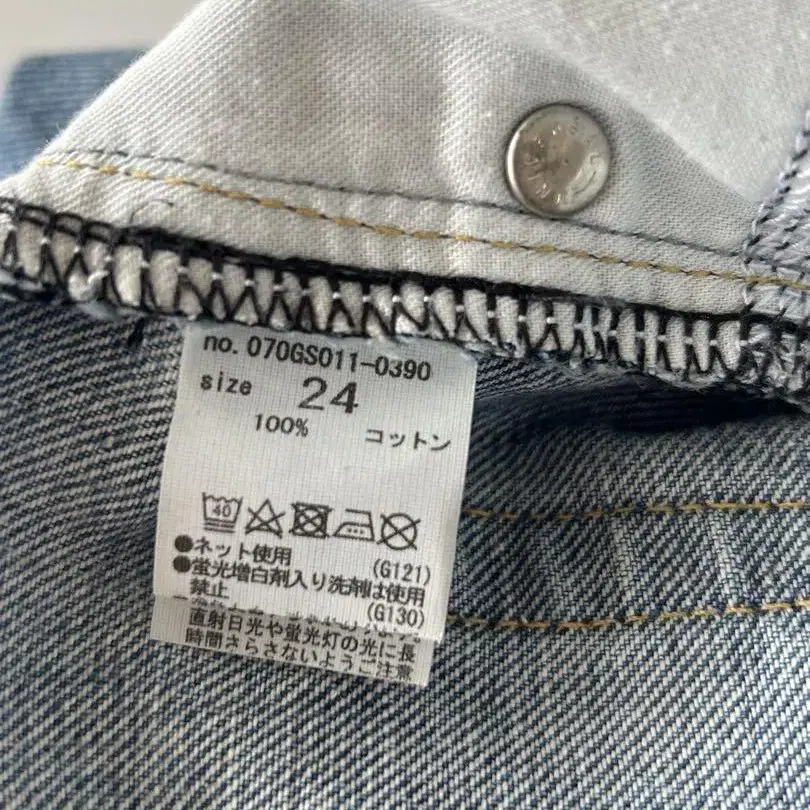 no. 070GS011-0390
size 24
100% コットン
40
●ネット使用 (G121)
●蛍光増白剤入り洗剤は使用
禁止 (G130)
直射日光や蛍光灯の光に長
時間さらさないようご注意